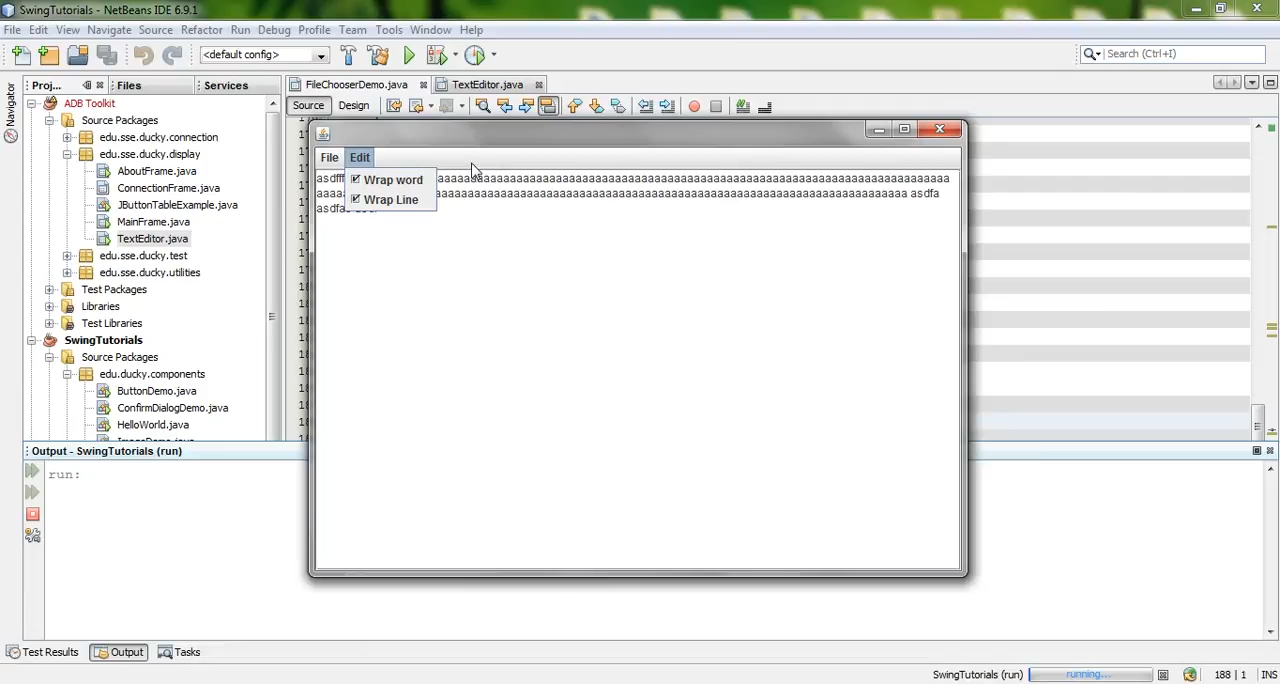 SwingTutorials - NetBeans IDE 6.9.1
File Edit View Navigate Source Refactor Run Debug Profile Team Tools Window Help
<default config>
Search (Ctrl+I)
Navigator
Proj... Files Services
FileChooserDemo.java TextEditor.java
Source Design
ADB Toolkit
Source Packages
edu.sse.ducky.connection
edu.sse.ducky.display
AboutFrame.java
ConnectionFrame.java
JButtonTableExample.java
MainFrame.java
TextEditor.java
edu.sse.ducky.test
edu.sse.ducky.utilities
Test Packages
Libraries
Test Libraries
SwingTutorials
Source Packages
edu.ducky.components
ButtonDemo.java
ConfirmDialogDemo.java
HelloWorld.java
File Edit
Wrap word
Wrap Line
asdfa
Output - SwingTutorials (run)
run:
Test Results Output Tasks
SwingTutorials (run) running... 188 | 1 INS